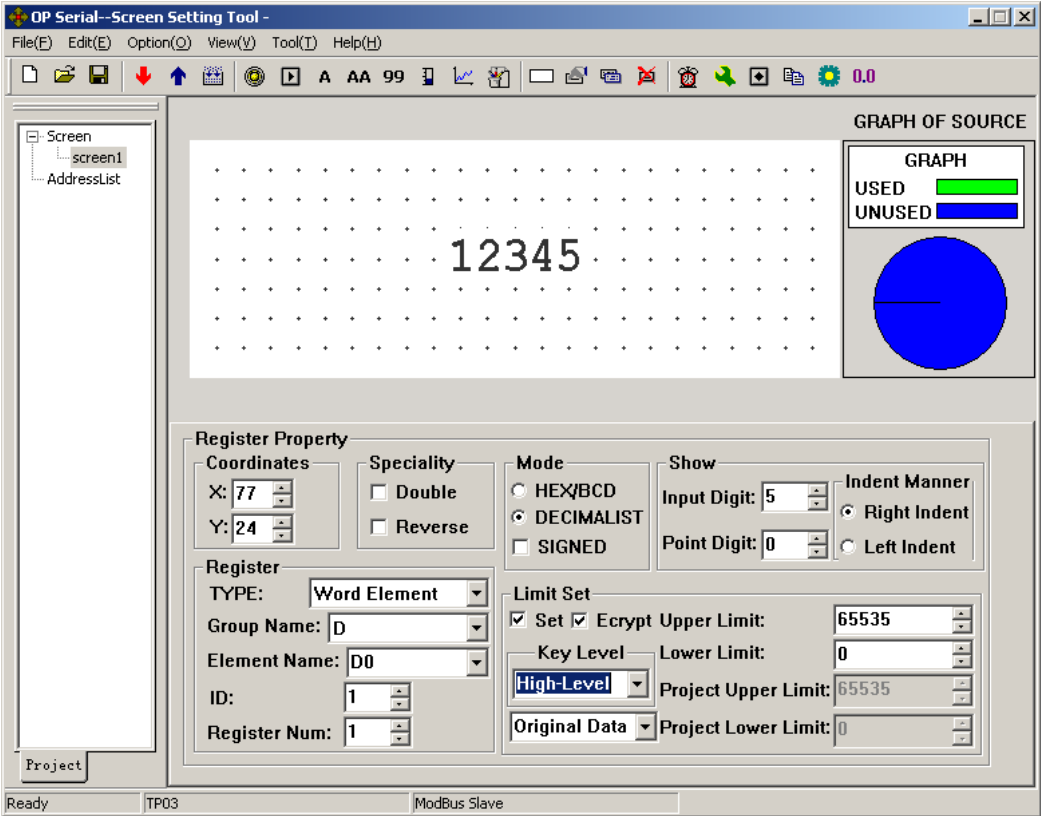 OP Serial--Screen Setting Tool -
File(F) Edit(E) Option(O) View(V) Tool(T) Help(H)
A AA 99 0.0
Screen
screen1
AddressList
Project
12345
GRAPH OF SOURCE
GRAPH
USED
UNUSED
Register Property
Coordinates
X: 77
Y: 24
Speciality
Double
Reverse
Mode
HEX/BCD
DECIMALIST
SIGNED
Show
Input Digit: 5
Point Digit: 0
Indent Manner
Right Indent
Left Indent
Register
TYPE: Word Element
Group Name: D
Element Name: D0
ID: 1
Register Num: 1
Limit Set
Set Ecrypt Upper Limit: 65535
Key Level Lower Limit: 0
High-Level Project Upper Limit: 65535
Original Data Project Lower Limit: 0
Ready TP03 ModBus Slave